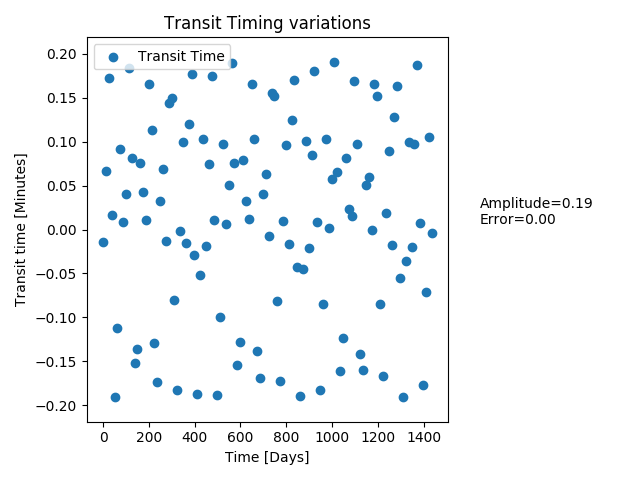 Transit Timing variations
Transit Time
0.20
0.15
0.10
0.05
0.00
−0.05
−0.10
−0.15
−0.20
Transit time [Minutes]
0 200 400 600 800 1000 1200 1400
Time [Days]
Amplitude=0.19
Error=0.00